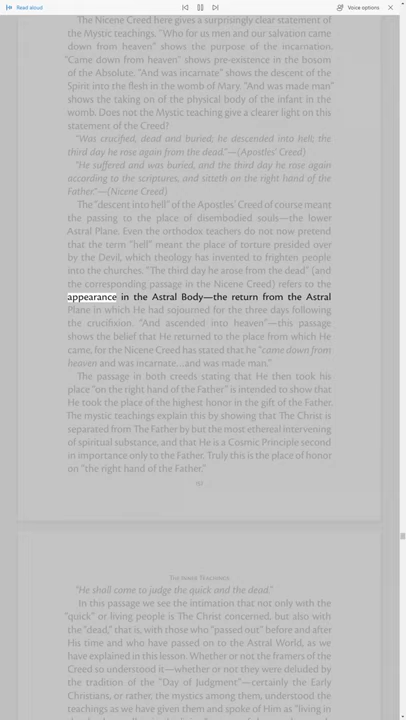 Read aloud
Voice options
The Nicene Creed here gives a surprisingly clear statement of
the Mystic teachings. "Who for us men and our salvation came
down from heaven" shows the purpose of the incarnation.
"Came down from heaven" shows pre-existence in the bosom
of the Absolute. "And was incarnate" shows the descent of the
Spirit into the flesh in the womb of Mary. "And was made man"
shows the taking on of the physical body of the infant in the
womb. Does not the Mystic teaching give a clearer light on this
statement of the Creed?
"Was crucified, dead and buried; he descended into hell; the
third day he rose again from the dead."—(Apostles' Creed)
"He suffered and was buried, and the third day he rose again
according to the scriptures, and sitteth on the right hand of the
Father."—(Nicene Creed)
The "descent into hell" of the Apostles' Creed of course meant
the passing to the place of disembodied souls—the lower
Astral Plane. Even the orthodox teachers do not now pretend
that the term "hell" meant the place of torture presided over
by the Devil, which theology has invented to frighten people
into the churches. "The third day he arose from the dead" (and
the corresponding passage in the Nicene Creed) refers to the
appearance in the Astral Body—the return from the Astral
Plane in which He had sojourned for the three days following
the crucifixion. "And ascended into heaven"—this passage
shows the belief that He returned to the place from which He
came, for the Nicene Creed has stated that he "came down from
heaven and was incarnate...and was made man."
The passage in both creeds stating that He then took his
place "on the right hand of the Father" is intended to show that
He took the place of the highest honor in the gift of the Father.
The mystic teachings explain this by showing that The Christ is
separated from The Father by but the most ethereal intervening
of spiritual substance, and that He is a Cosmic Principle second
in importance only to the Father. Truly this is the place of honor
on "the right hand of the Father."
The Inner Teachings
"He shall come to judge the quick and the dead."
In this passage we see the intimation that not only with the
"quick" or living people is The Christ concerned, but also with
the "dead," that is, with those who "passed out" before and after
His time and who have passed on to the Astral World, as we
have explained in this lesson. Whether or not the framers of the
Creed so understood it—whether or not they were deluded by
the tradition of the "Day of Judgment"—certainly the Early
Christians, or rather, the mystics among them, understood the
teachings as we have given them and spoke of Him as "living in